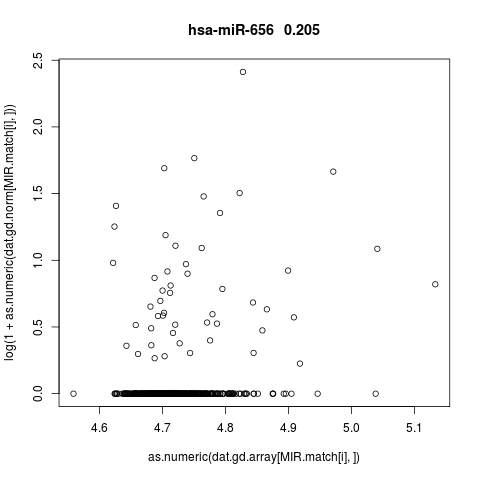 hsa-miR-656 0.205
log(1 + as.numeric(dat.gd.norm[MIR.match[i], ]))
2.5
2.0
1.5
1.0
0.5
0.0
4.6 4.7 4.8 4.9 5.0 5.1
as.numeric(dat.gd.array[MIR.match[i], ])